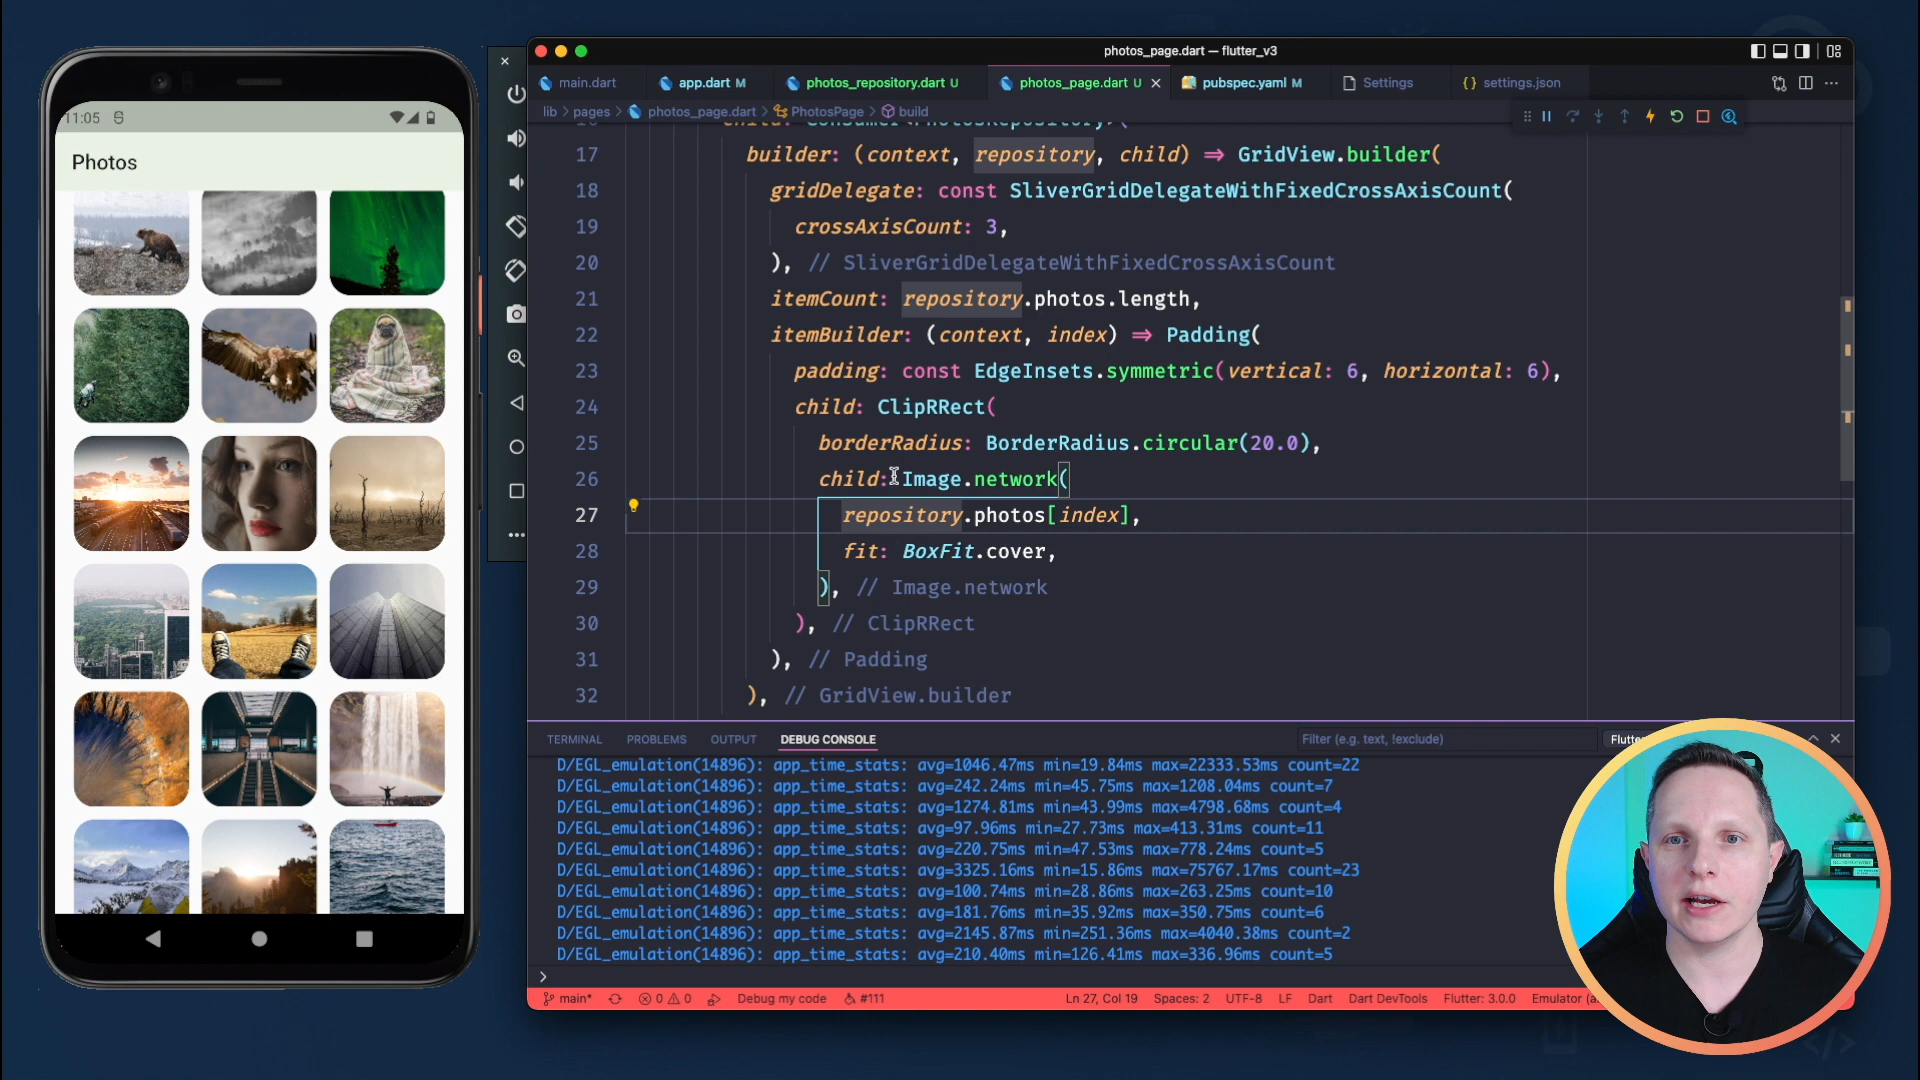 11:05
Photos
photos_page.dart — flutter_v3
main.dart
app.dart M
photos_repository.dart U
photos_page.dart U
pubspec.yaml M
Settings
{} settings.json
lib > pages > photos_page.dart > PhotosPage > build
16 child: Consumer<PhotosRepository>(
17 builder: (context, repository, child) => GridView.builder(
18 gridDelegate: const SliverGridDelegateWithFixedCrossAxisCount(
19 crossAxisCount: 3,
20 ), // SliverGridDelegateWithFixedCrossAxisCount
21 itemCount: repository.photos.length,
22 itemBuilder: (context, index) => Padding(
23 padding: const EdgeInsets.symmetric(vertical: 6, horizontal: 6),
24 child: ClipRRect(
25 borderRadius: BorderRadius.circular(20.0),
26 child: Image.network(
27 repository.photos[index],
28 fit: BoxFit.cover,
29 ), // Image.network
30 ), // ClipRRect
31 ), // Padding
32 ), // GridView.builder
TERMINAL PROBLEMS OUTPUT DEBUG CONSOLE
Filter (e.g. text, !exclude)
D/EGL_emulation(14896): app_time_stats: avg=1046.47ms min=19.84ms max=22333.53ms count=22
D/EGL_emulation(14896): app_time_stats: avg=242.24ms min=45.75ms max=1208.04ms count=7
D/EGL_emulation(14896): app_time_stats: avg=1274.81ms min=43.99ms max=4798.68ms count=4
D/EGL_emulation(14896): app_time_stats: avg=97.96ms min=27.73ms max=413.31ms count=11
D/EGL_emulation(14896): app_time_stats: avg=220.75ms min=47.53ms max=778.24ms count=5
D/EGL_emulation(14896): app_time_stats: avg=3325.16ms min=15.86ms max=75767.17ms count=23
D/EGL_emulation(14896): app_time_stats: avg=100.74ms min=28.86ms max=263.25ms count=10
D/EGL_emulation(14896): app_time_stats: avg=181.76ms min=35.92ms max=350.75ms count=6
D/EGL_emulation(14896): app_time_stats: avg=2145.87ms min=251.36ms max=4040.38ms count=2
D/EGL_emulation(14896): app_time_stats: avg=210.40ms min=126.41ms max=336.96ms count=5
>
main* 0 0 Debug my code #111 Ln 27, Col 19 Spaces: 2 UTF-8 LF Dart Dart DevTools Flutter: 3.0.0 Emulator